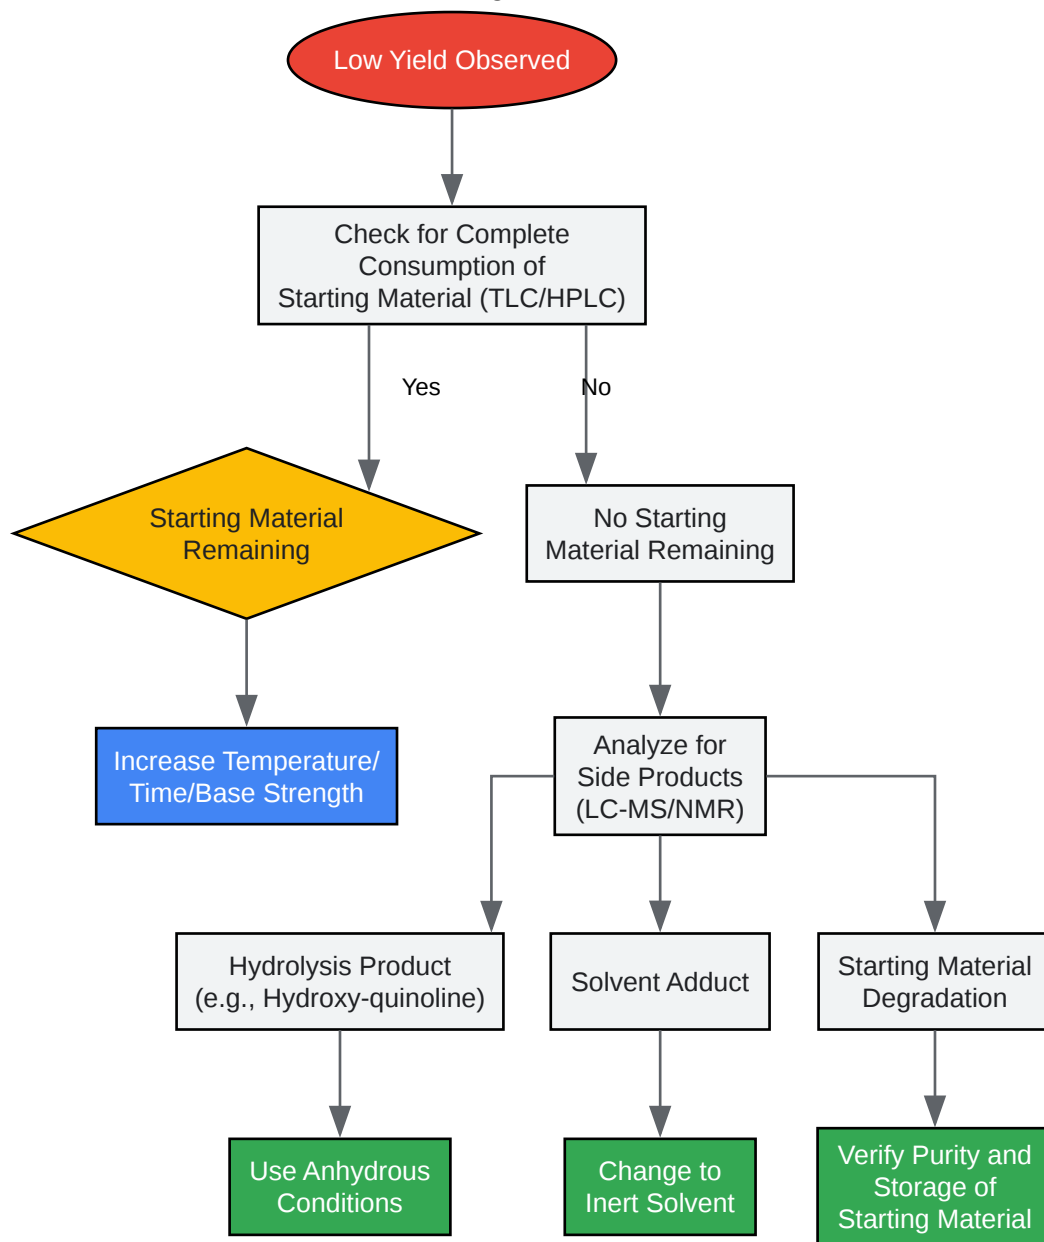 Low Yield Observed
Check for Complete
Consumption of
Starting Material (TLC/HPLC)
Yes
No
Starting Material
Remaining
No Starting
Material Remaining
Increase Temperature/
Time/Base Strength
Analyze for
Side Products
(LC-MS/NMR)
Hydrolysis Product
(e.g., Hydroxy-quinoline)
Solvent Adduct
Starting Material
Degradation
Use Anhydrous
Conditions
Change to
Inert Solvent
Verify Purity and
Storage of
Starting Material